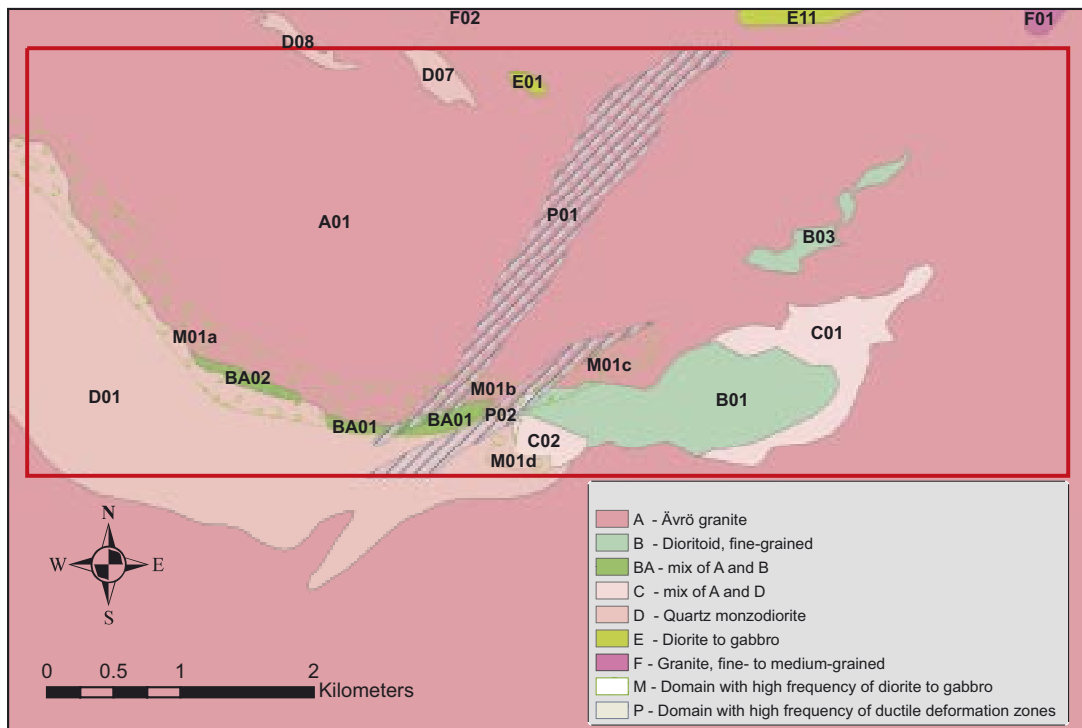 F02
E11
F01
D08
D07
E01
A01
P01
B03
C01
M01a
M01c
BA02
M01b
D01
B01
BA01
BA01
P02
C02
M01d
N
W
E
S
A - Ävrö granite
B - Dioritoid, fine-grained
BA - mix of A and B
C - mix of A and D
D - Quartz monzodiorite
E - Diorite to gabbro
F - Granite, fine- to medium-grained
M - Domain with high frequency of diorite to gabbro
P - Domain with high frequency of ductile deformation zones
0 0.5 1 2
Kilometers